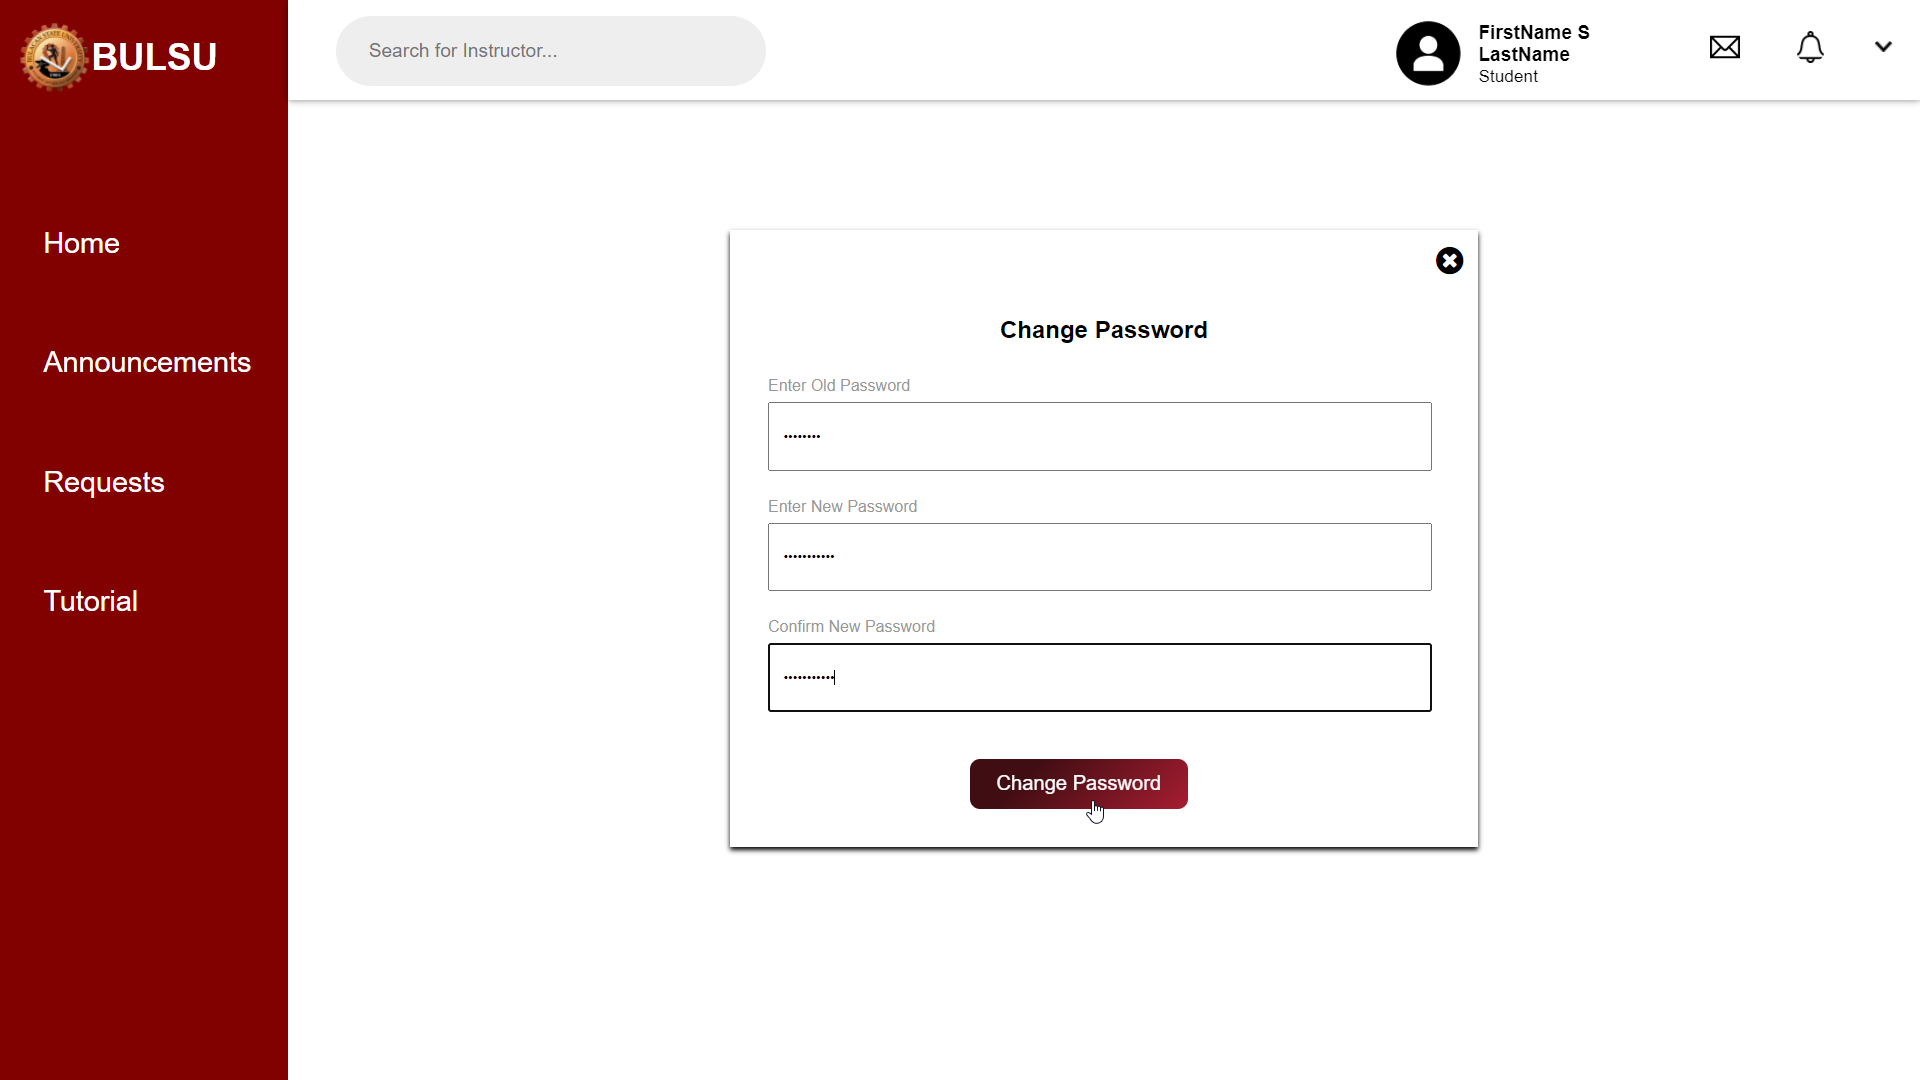 BULSU
Search for Instructor...
FirstName S
LastName
Student
Home
Announcements
Requests
Tutorial
Change Password
Enter Old Password
••••••••
Enter New Password
•••••••••••
Confirm New Password
•••••••••••
Change Password